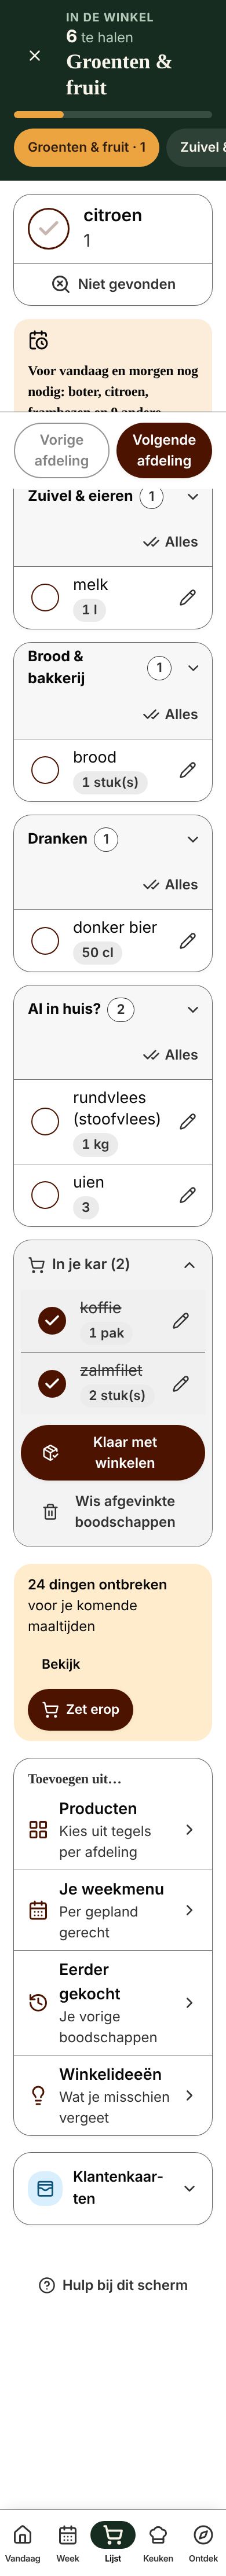 IN DE WINKEL
6 te halen
Groenten &
fruit
Groenten & fruit · 1
Zuivel &
citroen
1
Niet gevonden
Voor vandaag en morgen nog
nodig: boter, citroen,
frambozen en 9 andere
Vorige
afdeling
Volgende
afdeling
Zuivel & eieren 1
Alles
melk
1 l
Brood &
bakkerij
1
Alles
brood
1 stuk(s)
Dranken 1
Alles
donker bier
50 cl
Al in huis? 2
Alles
rundvlees
(stoofvlees)
1 kg
uien
3
In je kar (2)
koffie
1 pak
zalmfilet
2 stuk(s)
Klaar met
winkelen
Wis afgevinkte
boodschappen
24 dingen ontbreken
voor je komende
maaltijden
Bekijk
Zet erop
Toevoegen uit…
Producten
Kies uit tegels
per afdeling
Je weekmenu
Per gepland
gerecht
Eerder
gekocht
Je vorige
boodschappen
Winkelideeën
Wat je misschien
vergeet
Klantenkaar-
ten
Hulp bij dit scherm
Vandaag Week Lijst Keuken Ontdek